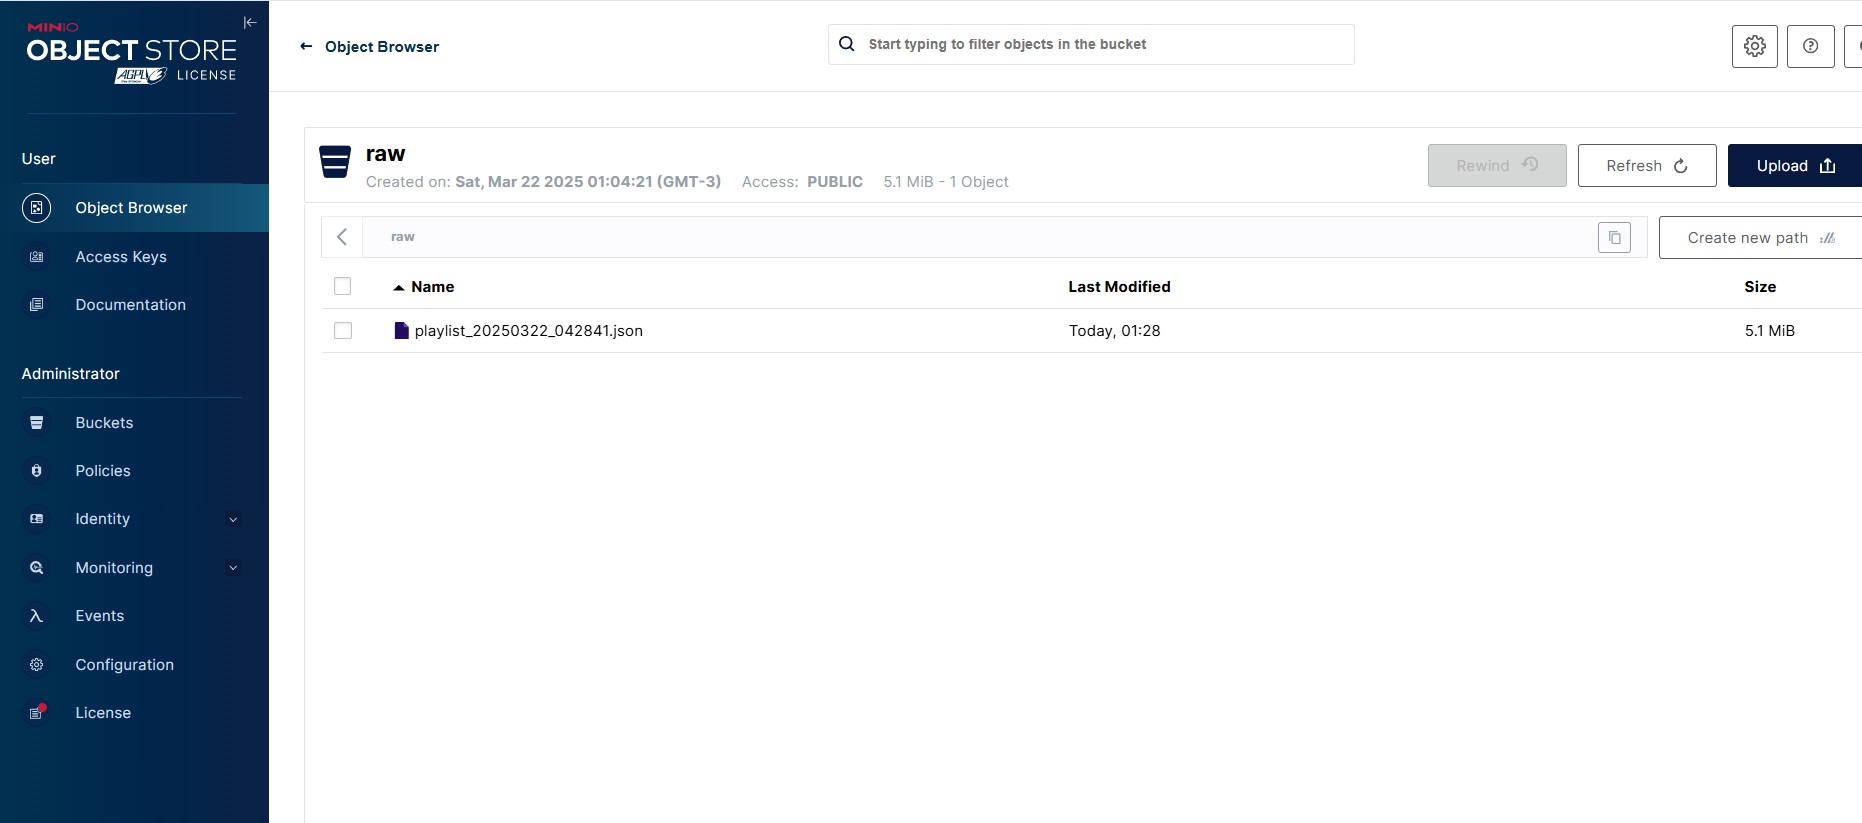 MINIO
OBJECT STORE
AGPL LICENSE
User
Object Browser
Access Keys
Documentation
Administrator
Buckets
Policies
Identity
Monitoring
Events
Configuration
License
Object Browser
Start typing to filter objects in the bucket
raw
Created on: Sat, Mar 22 2025 01:04:21 (GMT-3) Access: PUBLIC 5.1 MiB - 1 Object
Rewind Refresh Upload
raw
Create new path
Name Last Modified Size
playlist_20250322_042841.json Today, 01:28 5.1 MiB